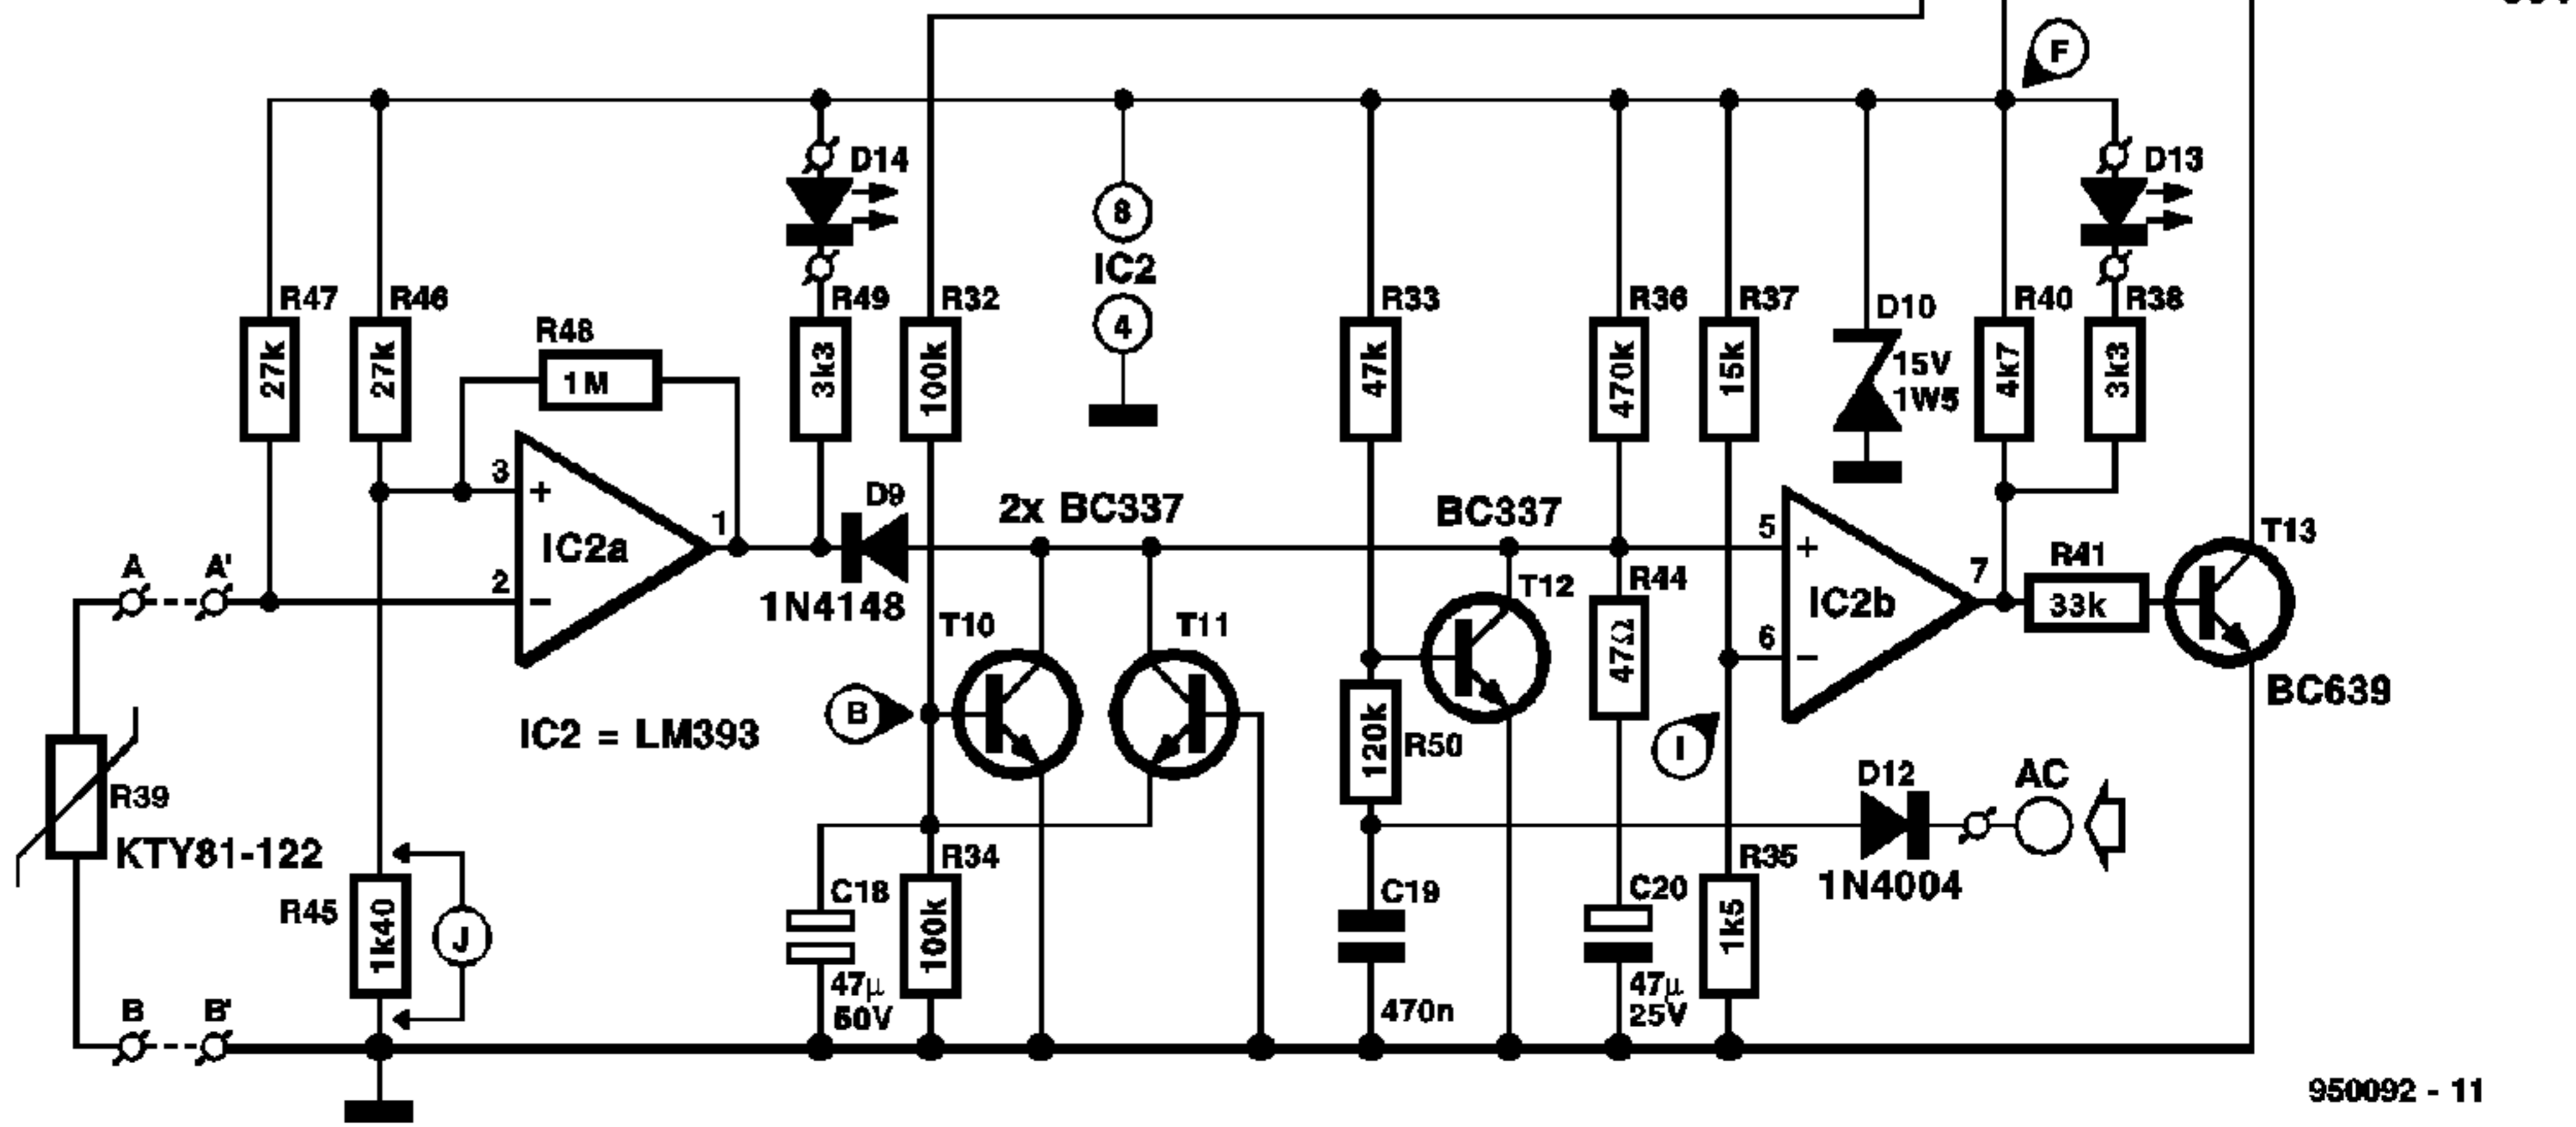 F
D14
D13
8
IC2
4
R47
27k
R46
27k
R48
1M
R49
3k3
R32
100k
R33
47k
R36
470k
R37
15k
D10
15V
1W5
R40
4k7
R38
3k3
3
+
IC2a
1
2
−
D9
1N4148
2x BC337
BC337
5
+
IC2b
7
6
−
T13
R41
33k
BC639
A
A'
T10
T11
T12
R44
47Ω
B
I
IC2 = LM393
R50
120k
D12
1N4004
AC
R39
KTY81-122
R45
1k40
J
C18
47µ
50V
R34
100k
C19
470n
C20
47µ
25V
R35
1k5
B
B'
950092 - 11